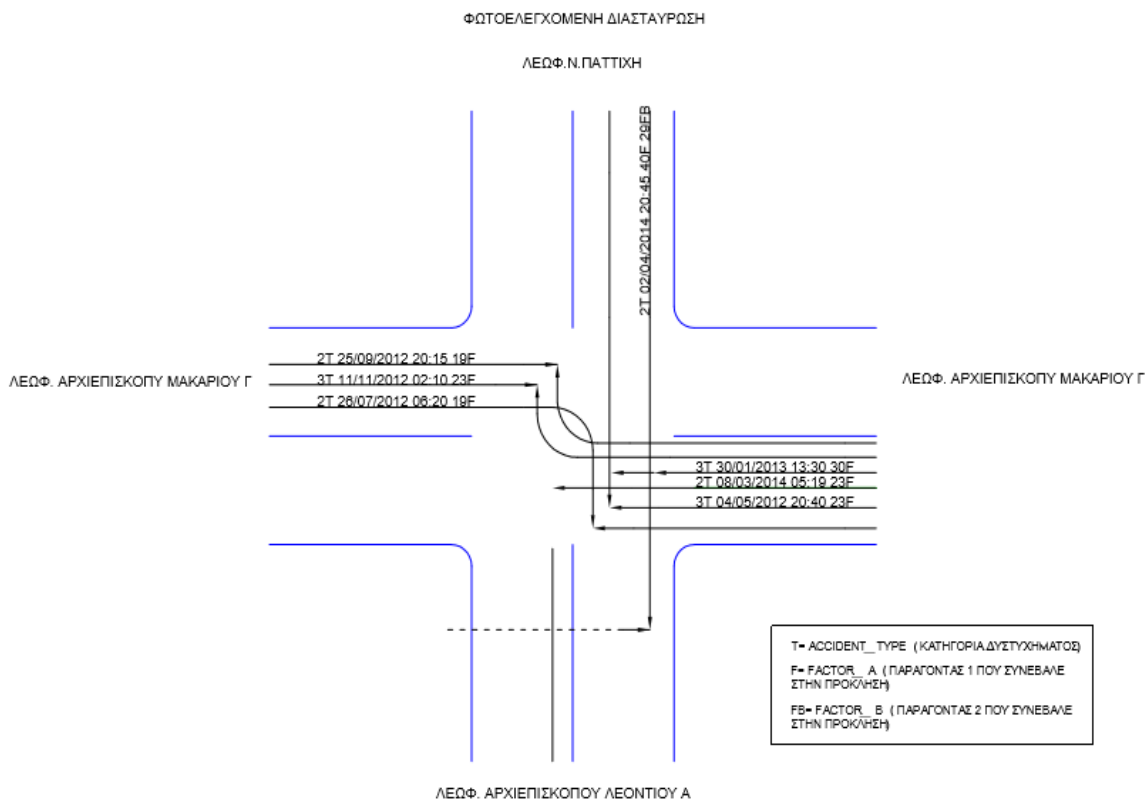 ΦΩΤΟΕΛΕΓΧΟΜΕΝΗ ΔΙΑΣΤΑΥΡΩΣΗ
ΛΕΩΦ.Ν.ΠΑΤΤΙΧΗ
2T 02/04/2014 20:45 40F 29FB
2T 25/09/2012 20:15 19F
3T 11/11/2012 02:10 23F
2T 26/07/2012 06:20 19F
ΛΕΩΦ. ΑΡΧΙΕΠΙΣΚΟΠΥ ΜΑΚΑΡΙΟΥ Γ
ΛΕΩΦ. ΑΡΧΙΕΠΙΣΚΟΠΥ ΜΑΚΑΡΙΟΥ Γ
3T 30/01/2013 13:30 30F
2T 08/03/2014 05:19 23F
3T 04/05/2012 20:40 23F
T= ACCIDENT_ TYPE ( ΚΑΤΗΓΟΡΙΑ ΔΥΣΤΥΧΗΜΑΤΟΣ)
F= FACTOR_ A ( ΠΑΡΑΓΟΝΤΑΣ 1 ΠΟΥ ΣΥΝΕΒΑΛΕ
ΣΤΗΝ ΠΡΟΚΛΗΣΗ)
FB= FACTOR_ B ( ΠΑΡΑΓΟΝΤΑΣ 2 ΠΟΥ ΣΥΝΕΒΑΛΕ
ΣΤΗΝ ΠΡΟΚΛΗΣΗ)
ΛΕΩΦ. ΑΡΧΙΕΠΙΣΚΟΠΟΥ ΛΕΟΝΤΙΟΥ Α